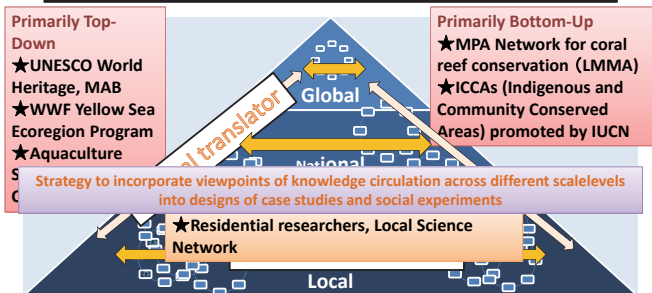 Primarily Top-
Down
★UNESCO World
Heritage, MAB
★WWF Yellow Sea
Ecoregion Program
★Aquaculture
Primarily Bottom-Up
★MPA Network for coral
reef conservation (LMMA)
★ICCAs (Indigenous and
Community Conserved
Areas) promoted by IUCN
Global
translator
National
Strategy to incorporate viewpoints of knowledge circulation across different scalelevels
into designs of case studies and social experiments
★Residential researchers, Local Science
Network
Local